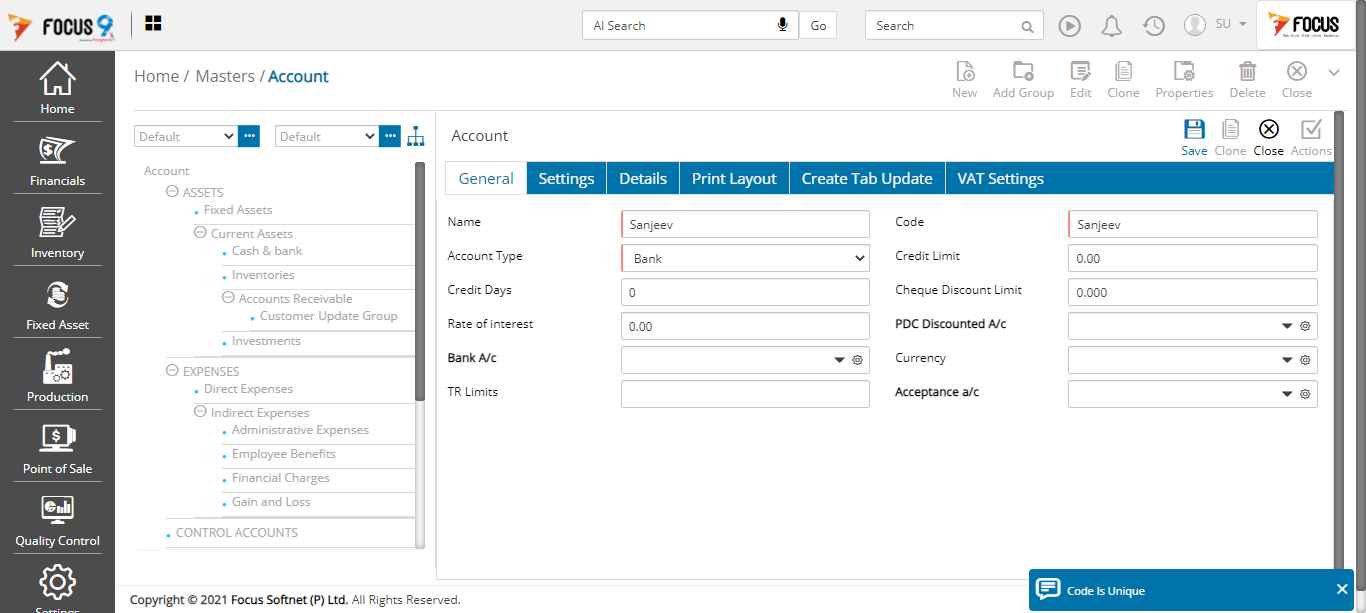 FOCUS 9
AI Search
Go
Search
SU
FOCUS
Home
Financials
Inventory
Fixed Asset
Production
Point of Sale
Quality Control
Settings
Home / Masters / Account
New
Add Group
Edit
Clone
Properties
Delete
Close
Default
Default
Account
ASSETS
Fixed Assets
Current Assets
Cash & bank
Inventories
Accounts Receivable
Customer Update Group
Investments
EXPENSES
Direct Expenses
Indirect Expenses
Administrative Expenses
Employee Benefits
Financial Charges
Gain and Loss
CONTROL ACCOUNTS
Account
Save
Clone
Close
Actions
General
Settings
Details
Print Layout
Create Tab Update
VAT Settings
Name Sanjeev
Code Sanjeev
Account Type Bank
Credit Limit 0.00
Credit Days 0
Cheque Discount Limit 0.000
Rate of interest 0.00
PDC Discounted A/c
Bank A/c
Currency
TR Limits
Acceptance a/c
Code Is Unique
Copyright © 2021 Focus Softnet (P) Ltd. All Rights Reserved.